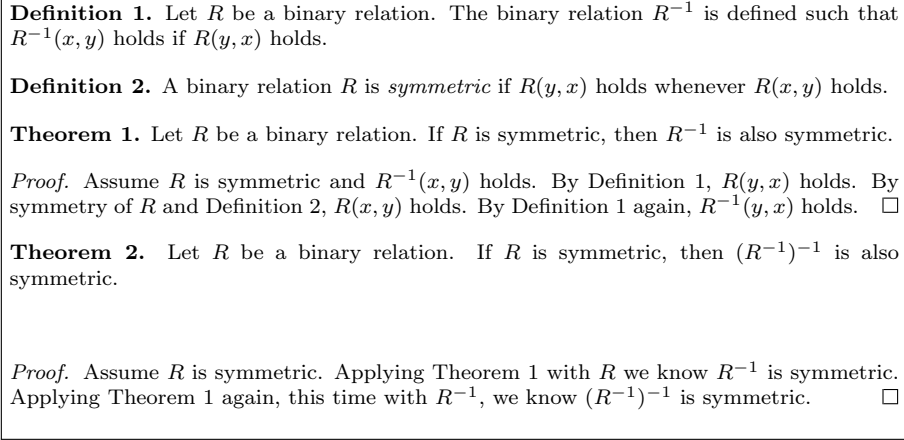 Definition 1. Let R be a binary relation. The binary relation R⁻¹ is defined such that
R⁻¹(x, y) holds if R(y, x) holds.
Definition 2. A binary relation R is symmetric if R(y, x) holds whenever R(x, y) holds.
Theorem 1. Let R be a binary relation. If R is symmetric, then R⁻¹ is also symmetric.
Proof. Assume R is symmetric and R⁻¹(x, y) holds. By Definition 1, R(y, x) holds. By
symmetry of R and Definition 2, R(x, y) holds. By Definition 1 again, R⁻¹(y, x) holds. □
Theorem 2. Let R be a binary relation. If R is symmetric, then (R⁻¹)⁻¹ is also
symmetric.
Proof. Assume R is symmetric. Applying Theorem 1 with R we know R⁻¹ is symmetric.
Applying Theorem 1 again, this time with R⁻¹, we know (R⁻¹)⁻¹ is symmetric. □